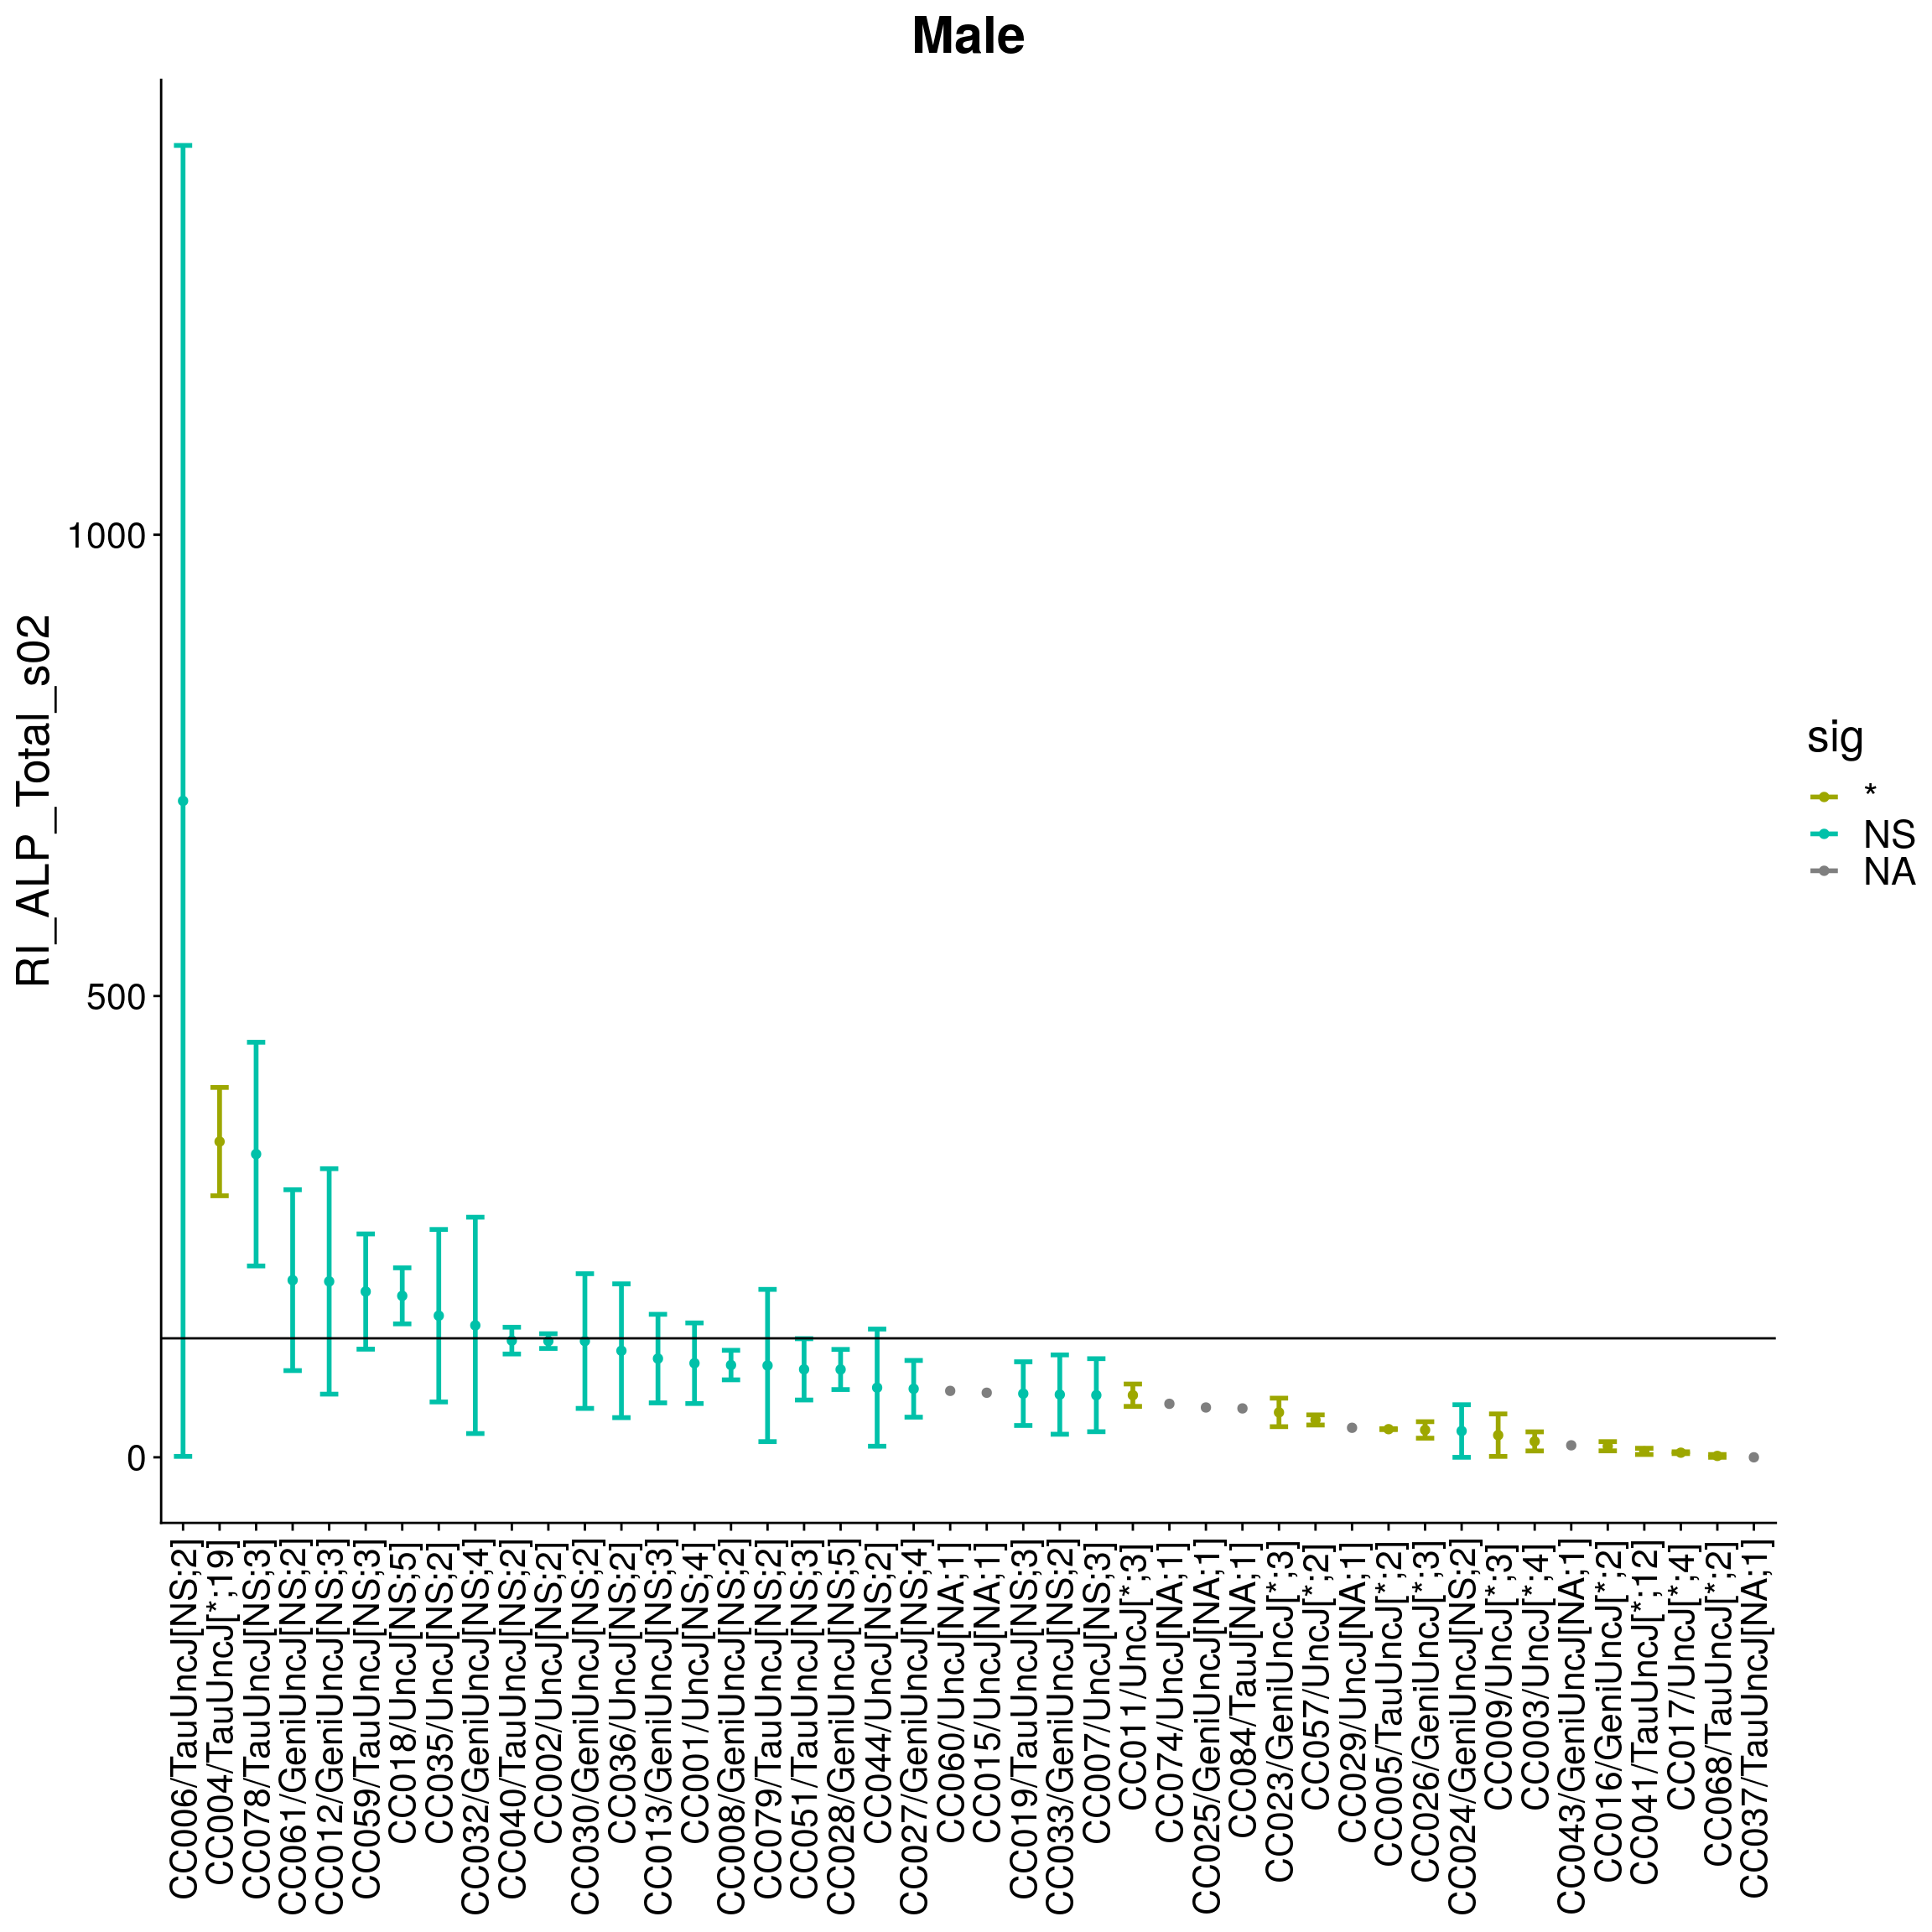 Male
RI_ALP_Total_s02
1000
500
0
CC006/TauUncJ[NS;2]
CC004/TauUncJ[*;19]
CC078/TauUncJ[NS;3]
CC061/GeniUncJ[NS;2]
CC012/GeniUncJ[NS;3]
CC059/TauUncJ[NS;3]
CC018/UncJ[NS;5]
CC035/UncJ[NS;2]
CC032/GeniUncJ[NS;4]
CC040/TauUncJ[NS;2]
CC002/UncJ[NS;2]
CC030/GeniUncJ[NS;2]
CC036/UncJ[NS;2]
CC013/GeniUncJ[NS;3]
CC001/UncJ[NS;4]
CC008/GeniUncJ[NS;2]
CC079/TauUncJ[NS;2]
CC051/TauUncJ[NS;3]
CC028/GeniUncJ[NS;5]
CC044/UncJ[NS;2]
CC027/GeniUncJ[NS;4]
CC060/UncJ[NA;1]
CC015/UncJ[NA;1]
CC019/TauUncJ[NS;3]
CC033/GeniUncJ[NS;2]
CC007/UncJ[NS;3]
CC011/UncJ[*;3]
CC074/UncJ[NA;1]
CC025/GeniUncJ[NA;1]
CC084/TauJ[NA;1]
CC023/GeniUncJ[*;3]
CC057/UncJ[*;2]
CC029/UncJ[NA;1]
CC005/TauUncJ[*;2]
CC026/GeniUncJ[*;3]
CC024/GeniUncJ[NS;2]
CC009/UncJ[*;3]
CC003/UncJ[*;4]
CC043/GeniUncJ[NA;1]
CC016/GeniUncJ[*;2]
CC041/TauUncJ[*;12]
CC017/UncJ[*;4]
CC068/TauUncJ[*;2]
CC037/TauUncJ[NA;1]
sig
*
NS
NA